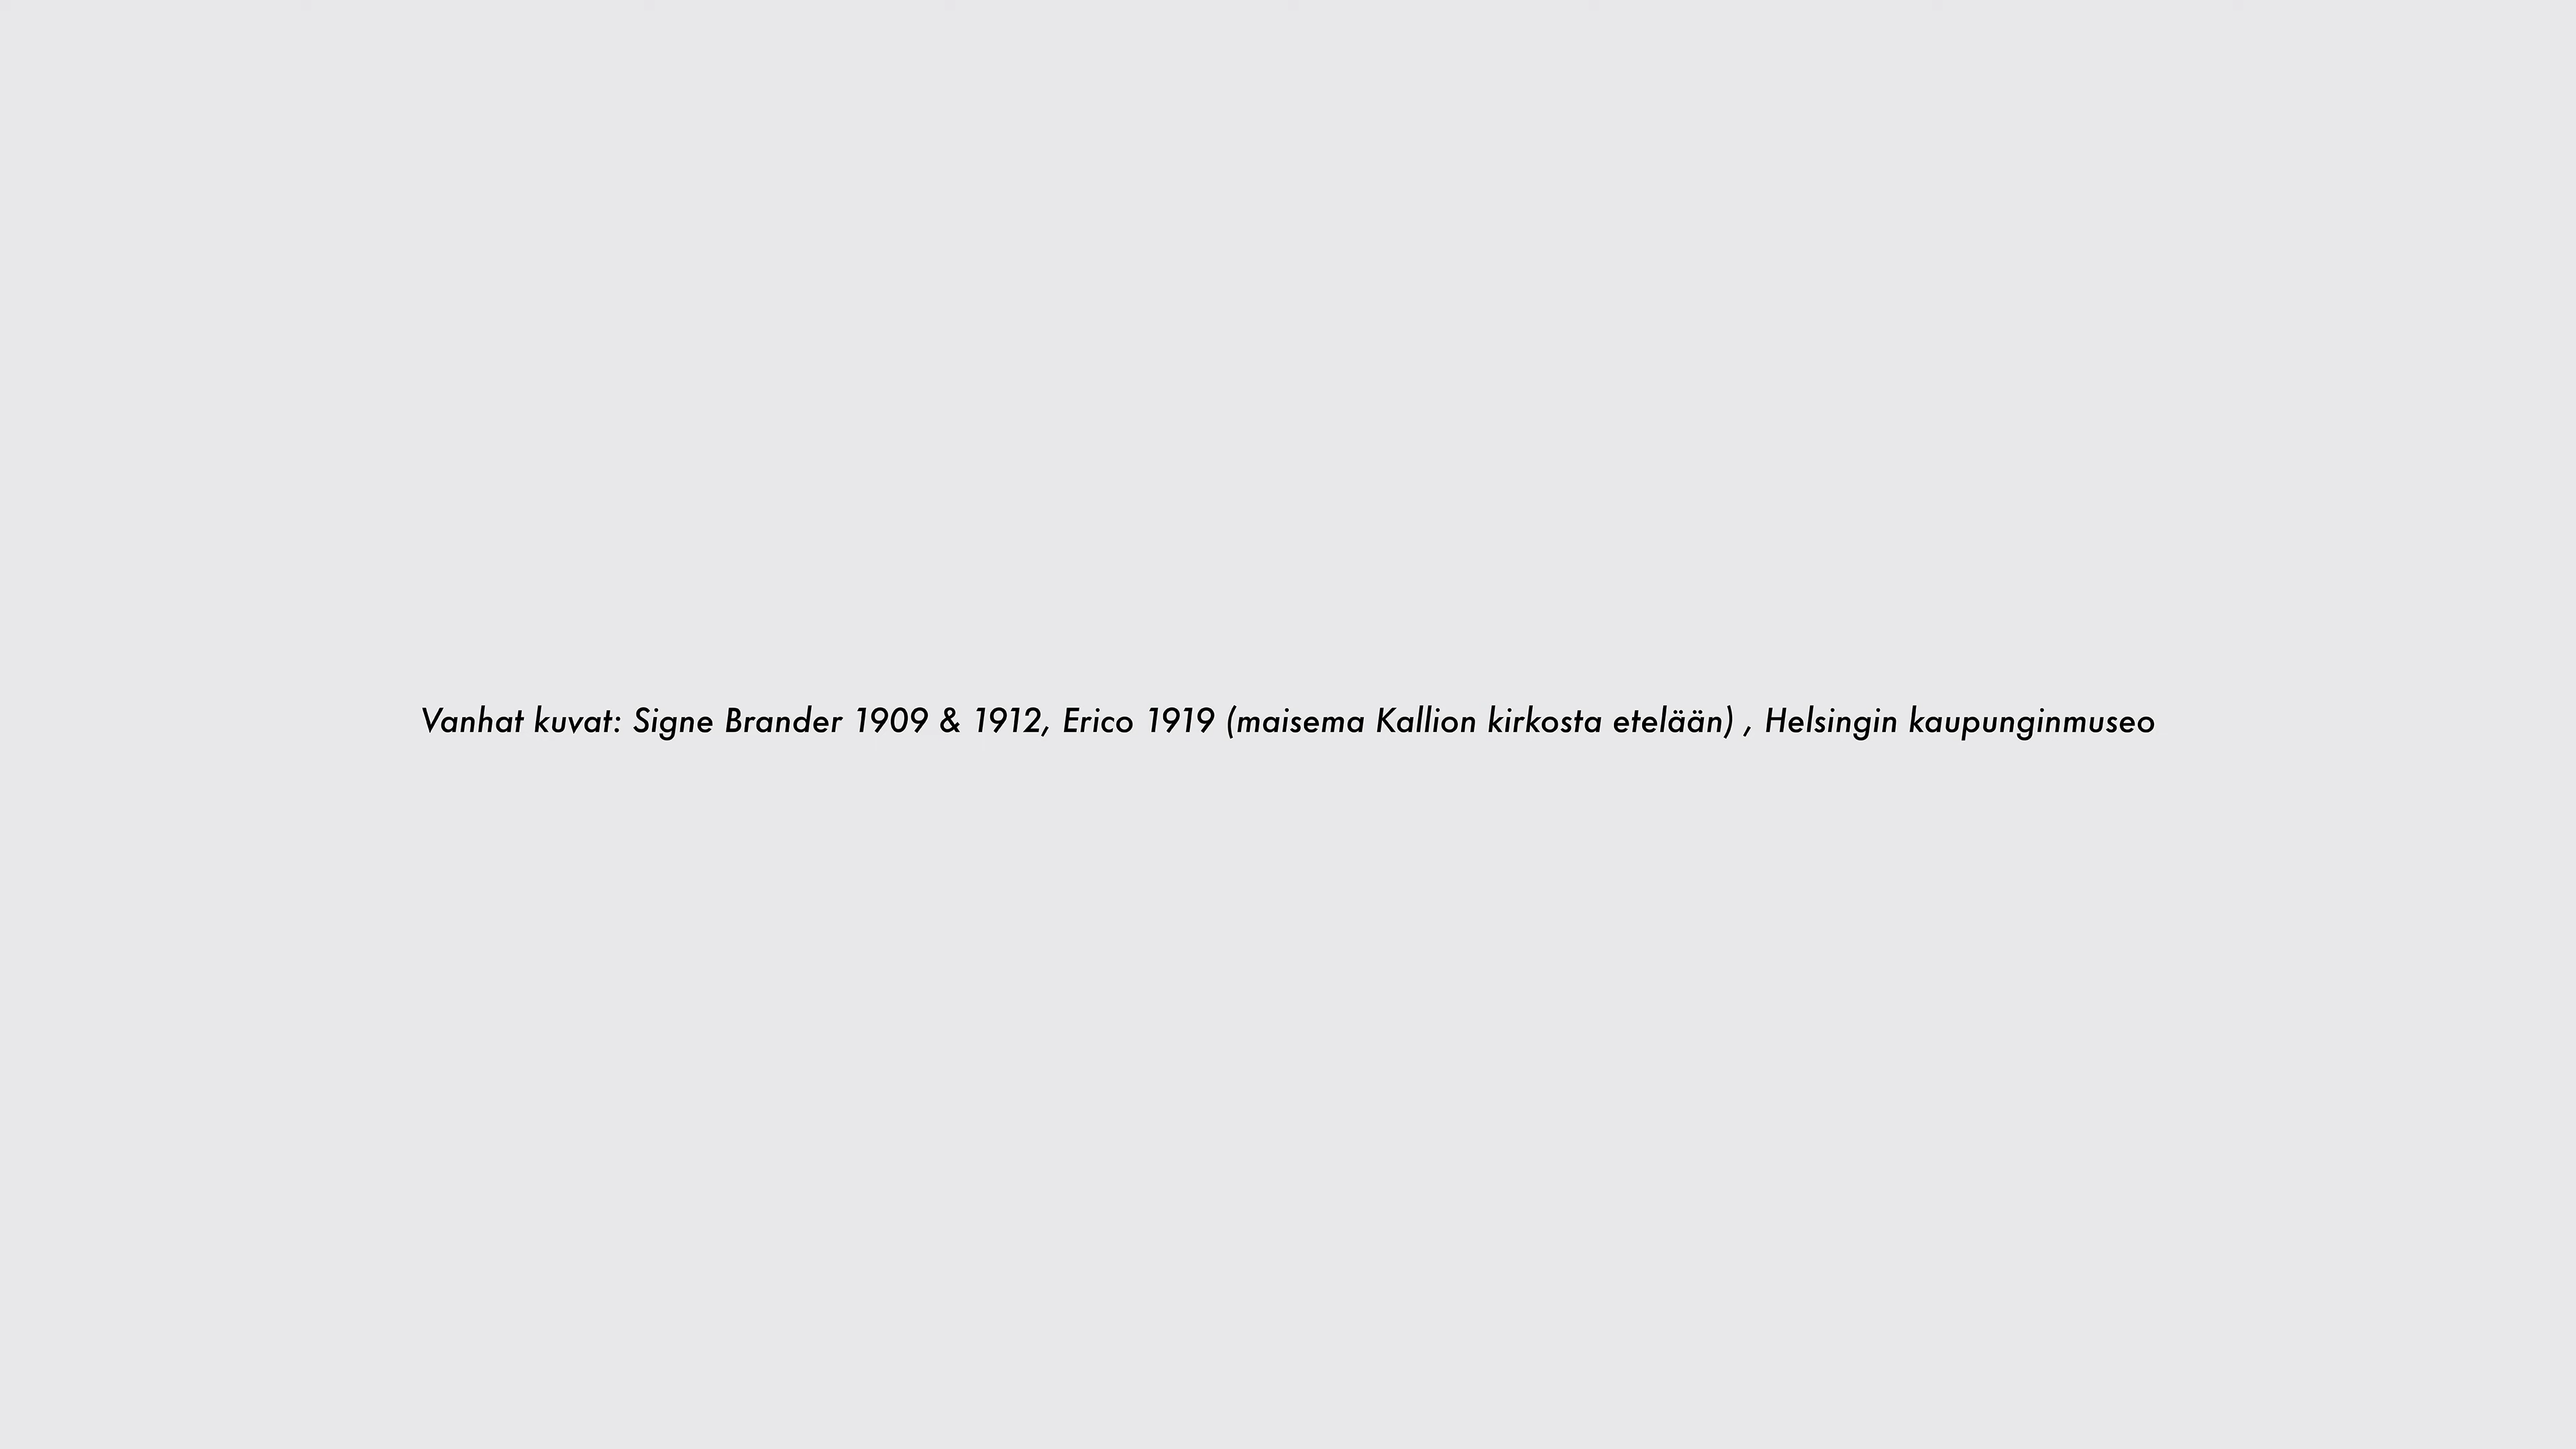 Vanhat kuvat: Signe Brander 1909 & 1912, Erico 1919 (maisema Kallion kirkosta etelään) , Helsingin kaupunginmuseo